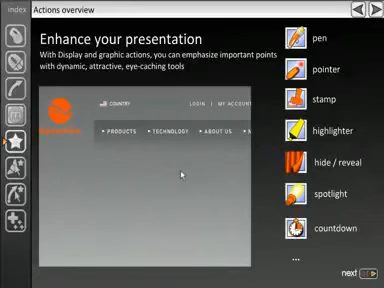 index
Actions overview
Enhance your presentation
With Display and graphic actions, you can emphasize important points
with dynamic, attractive, eye-caching tools
COUNTRY
LOGIN | MY ACCOUN
PRODUCTS
TECHNOLOGY
ABOUT US
N
pen
pointer
stamp
highlighter
hide / reveal
spotlight
countdown
...
next